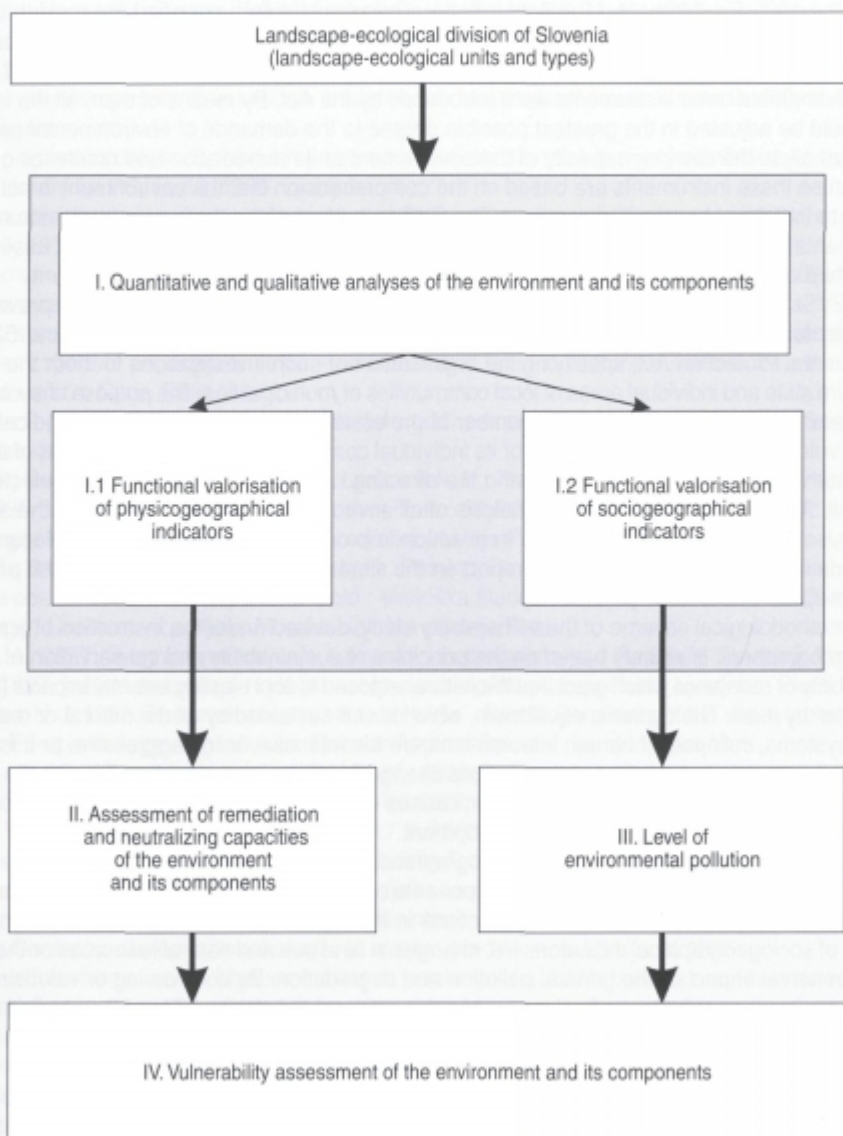 Landscape-ecological division of Slovenia
(landscape-ecological units and types)
I. Quantitative and qualitative analyses of the environment and its components
I.1 Functional valorisation
of physicogeographical
indicators
I.2 Functional valorisation
of sociogeographical
indicators
II. Assessment of remediation
and neutralizing capacities
of the environment
and its components
III. Level of
environmental pollution
IV. Vulnerability assessment of the environment and its components